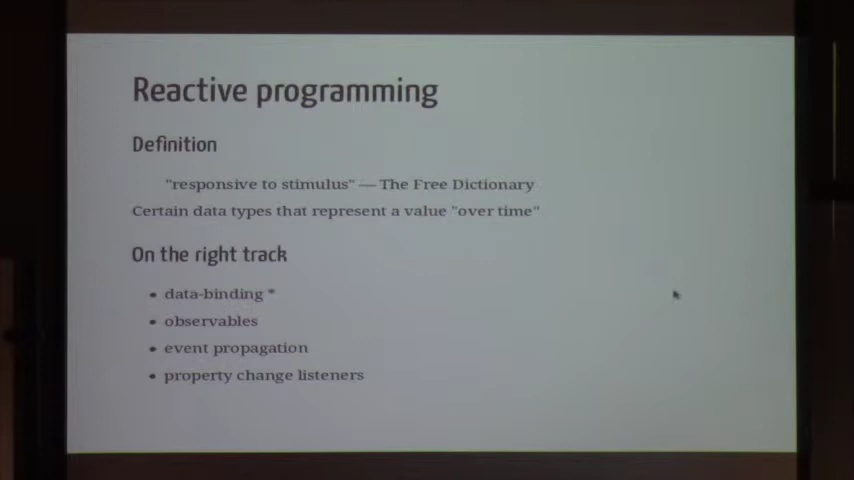 Reactive programming
Definition
"responsive to stimulus" — The Free Dictionary
Certain data types that represent a value "over time"
On the right track
• data-binding *
• observables
• event propagation
• property change listeners